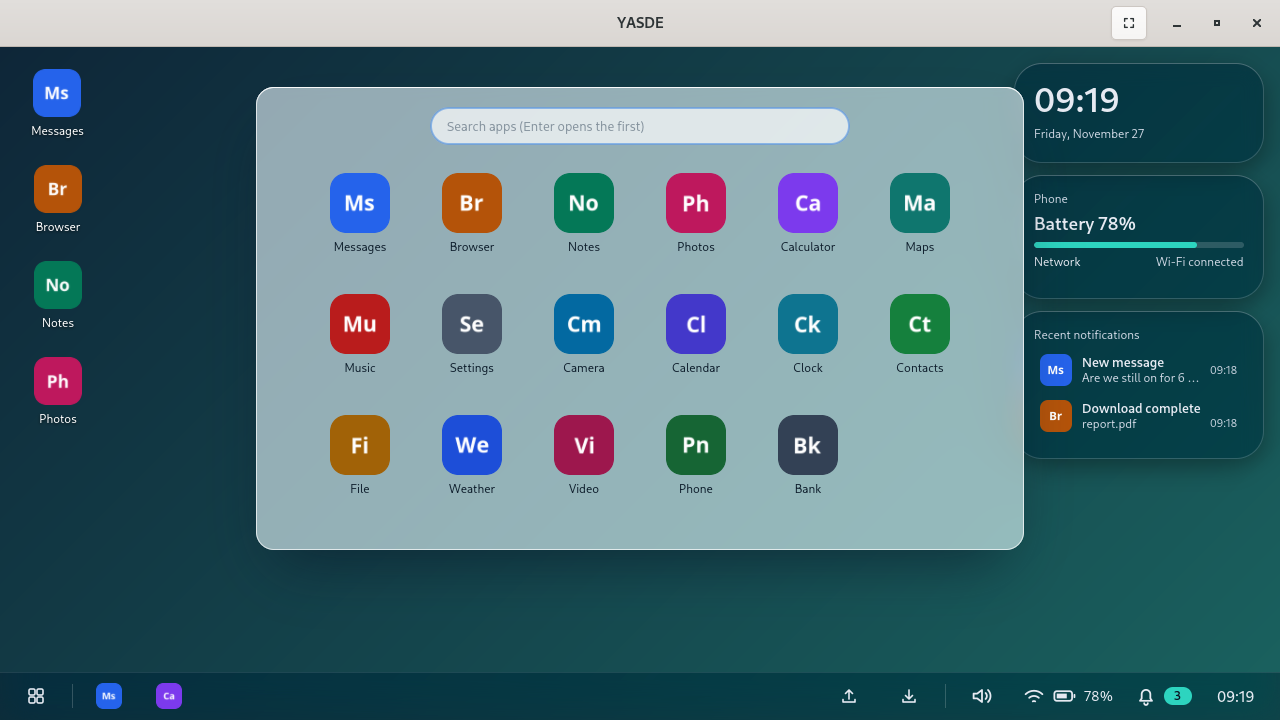 YASDE
Ms
Messages
Br
Browser
No
Notes
Ph
Photos
Search apps (Enter opens the first)
Ms Br No Ph Ca Ma
Messages Browser Notes Photos Calculator Maps
Mu Se Cm Cl Ck Ct
Music Settings Camera Calendar Clock Contacts
Fi We Vi Pn Bk
File Weather Video Phone Bank
09:19
Friday, November 27
Phone
Battery 78%
Network Wi-Fi connected
Recent notifications
Ms New message 09:18
Are we still on for 6 ...
Br Download complete
report.pdf 09:18
Ms Ca 78% 3 09:19